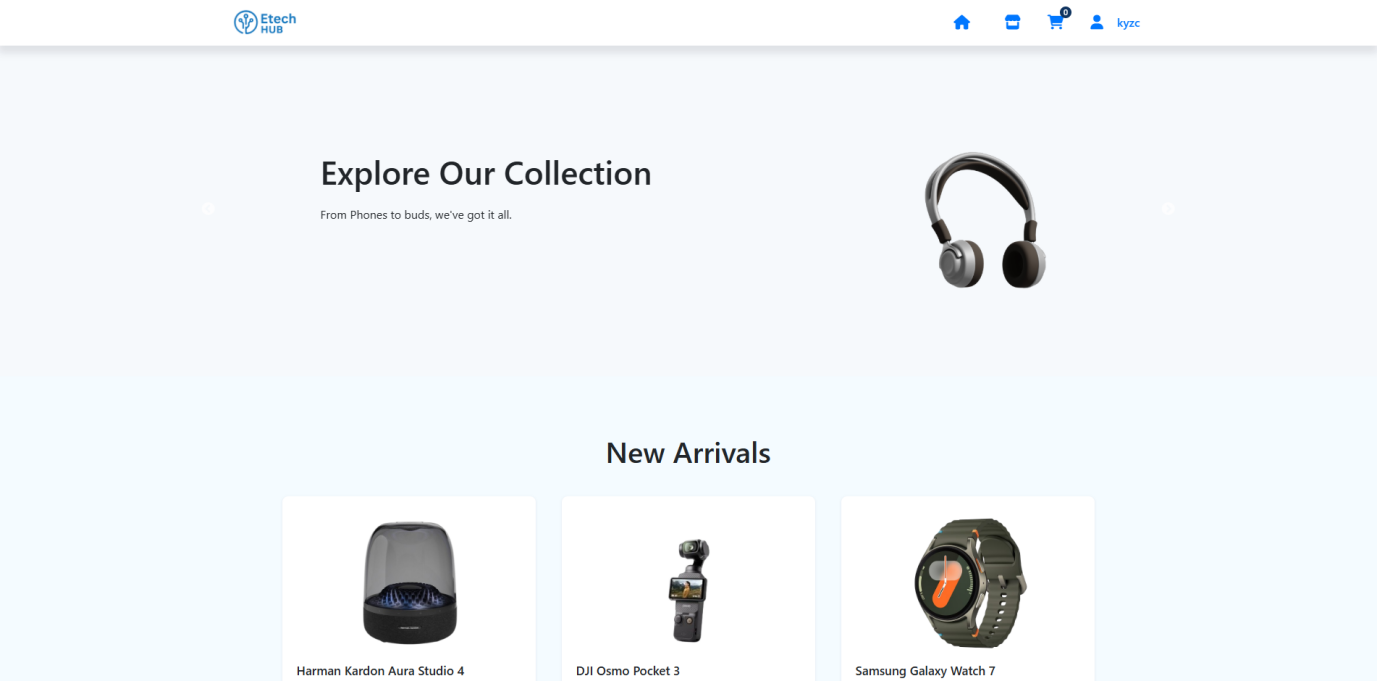 Etech
HUB
0
kyzc
Explore Our Collection
From Phones to buds, we've got it all.
New Arrivals
Harman Kardon Aura Studio 4
DJI Osmo Pocket 3
Samsung Galaxy Watch 7